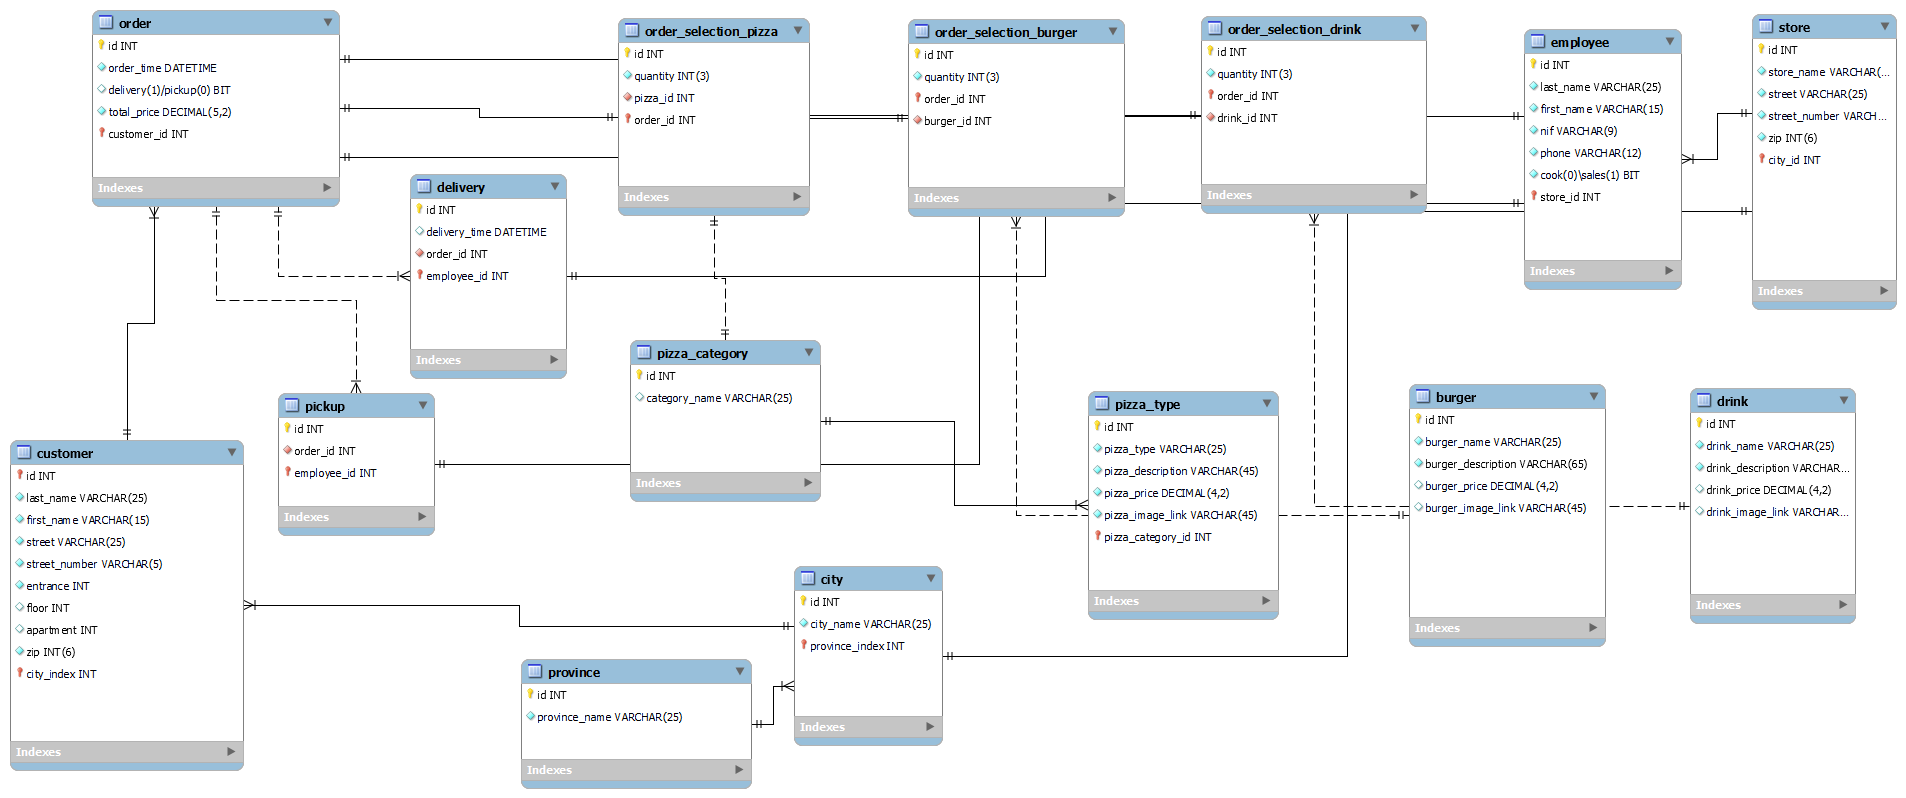 order
id INT
order_time DATETIME
delivery(1)/pickup(0) BIT
total_price DECIMAL(5,2)
customer_id INT
Indexes
order_selection_pizza
id INT
quantity INT(3)
pizza_id INT
order_id INT
Indexes
order_selection_burger
id INT
quantity INT(3)
order_id INT
burger_id INT
Indexes
order_selection_drink
id INT
quantity INT(3)
order_id INT
drink_id INT
Indexes
employee
id INT
last_name VARCHAR(25)
first_name VARCHAR(15)
nif VARCHAR(9)
phone VARCHAR(12)
cook(0)\sales(1) BIT
store_id INT
Indexes
store
id INT
store_name VARCHAR(...
street VARCHAR(25)
street_number VARCH...
zip INT(6)
city_id INT
Indexes
delivery
id INT
delivery_time DATETIME
order_id INT
employee_id INT
Indexes
pizza_category
id INT
category_name VARCHAR(25)
Indexes
pickup
id INT
order_id INT
employee_id INT
Indexes
pizza_type
id INT
pizza_type VARCHAR(25)
pizza_description VARCHAR(45)
pizza_price DECIMAL(4,2)
pizza_image_link VARCHAR(45)
pizza_category_id INT
Indexes
burger
id INT
burger_name VARCHAR(25)
burger_description VARCHAR(65)
burger_price DECIMAL(4,2)
burger_image_link VARCHAR(45)
Indexes
drink
id INT
drink_name VARCHAR(25)
drink_description VARCHAR...
drink_price DECIMAL(4,2)
drink_image_link VARCHAR...
Indexes
customer
id INT
last_name VARCHAR(25)
first_name VARCHAR(15)
street VARCHAR(25)
street_number VARCHAR(5)
entrance INT
floor INT
apartment INT
zip INT(6)
city_index INT
Indexes
city
id INT
city_name VARCHAR(25)
province_index INT
Indexes
province
id INT
province_name VARCHAR(25)
Indexes